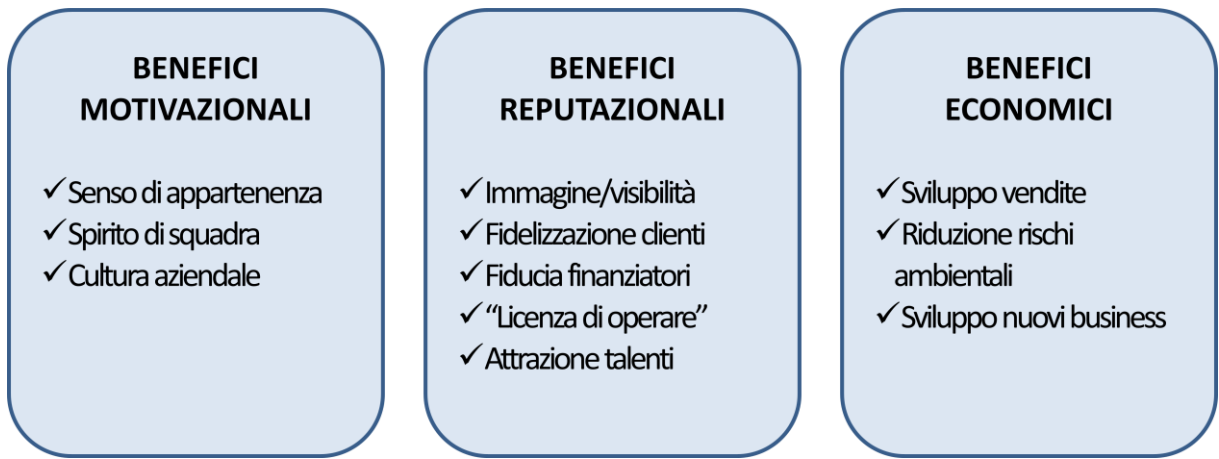 BENEFICI
MOTIVAZIONALI
✓Senso di appartenenza
✓Spirito di squadra
✓Cultura aziendale
BENEFICI
REPUTAZIONALI
✓Immagine/visibilità
✓Fidelizzazione clienti
✓Fiducia finanziatori
✓“Licenza di operare”
✓Attrazione talenti
BENEFICI
ECONOMICI
✓Sviluppo vendite
✓Riduzione rischi
ambientali
✓Sviluppo nuovi business